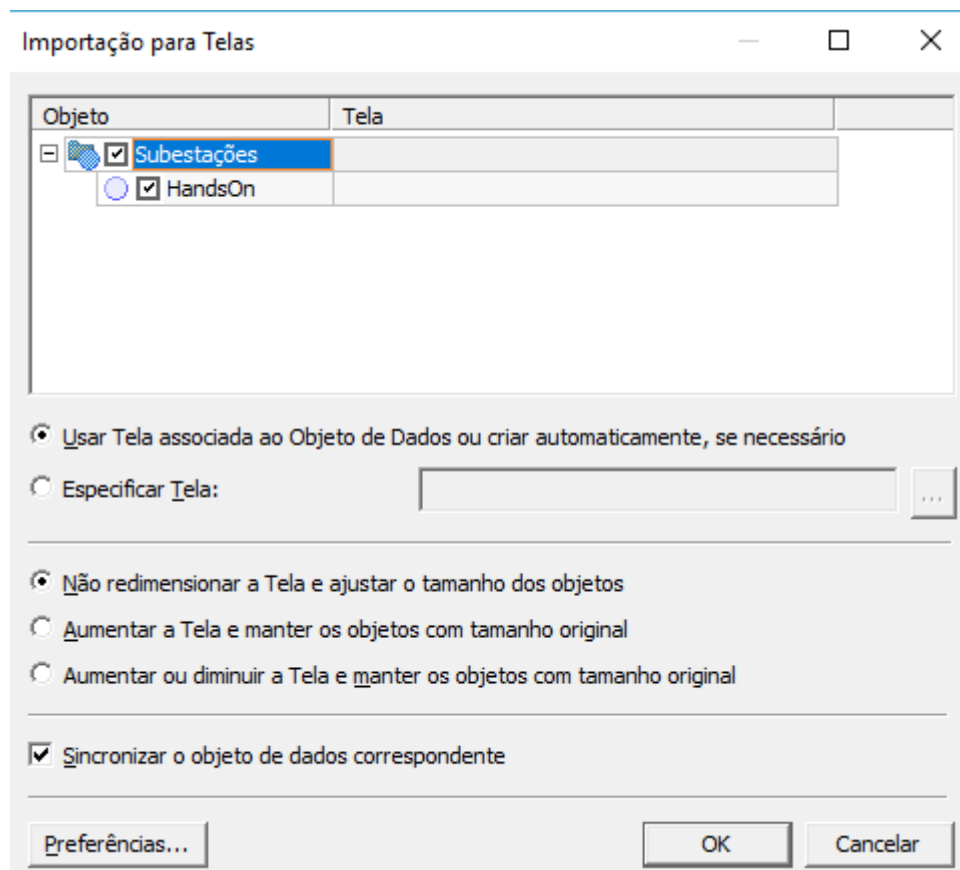 Importação para Telas
Objeto Tela
Subestações
HandsOn
Usar Tela associada ao Objeto de Dados ou criar automaticamente, se necessário
Especificar Tela:
...
Não redimensionar a Tela e ajustar o tamanho dos objetos
Aumentar a Tela e manter os objetos com tamanho original
Aumentar ou diminuir a Tela e manter os objetos com tamanho original
Sincronizar o objeto de dados correspondente
Preferências... OK Cancelar